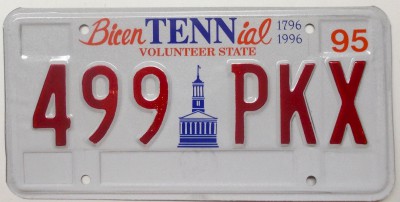 BicenTENNial 1796
1996 95
VOLUNTEER STATE
499 PKX